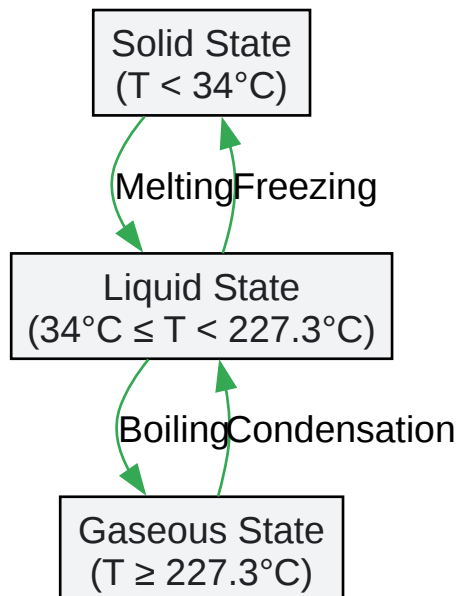 Solid State
(T < 34°C)
Melting
Freezing
Liquid State
(34°C ≤ T < 227.3°C)
Boiling
Condensation
Gaseous State
(T ≥ 227.3°C)